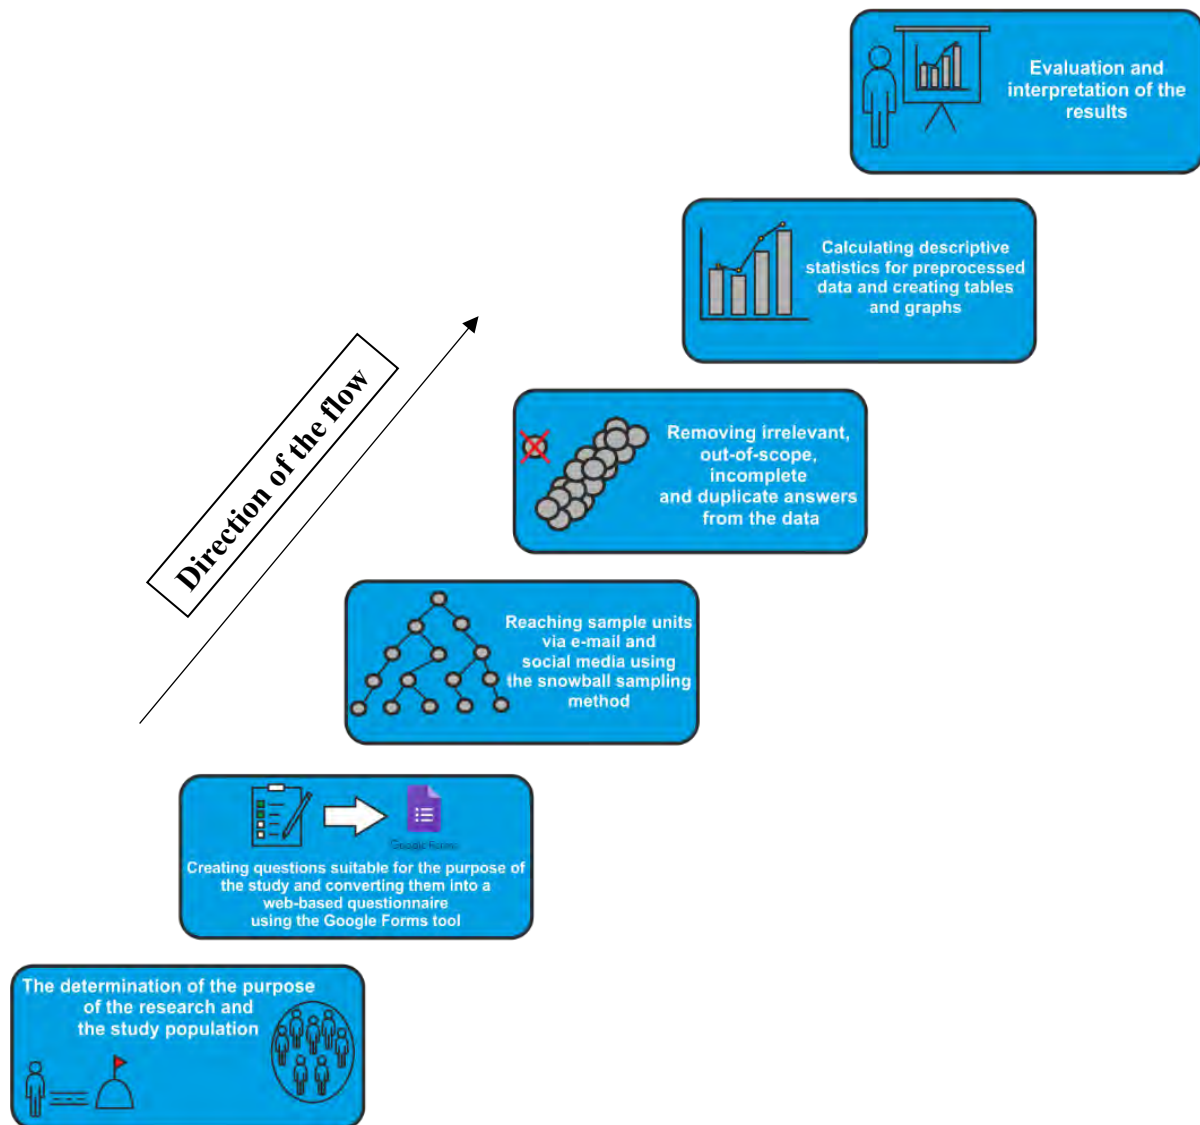 Evaluation and
interpretation of the
results
Calculating descriptive
statistics for preprocessed
data and creating tables
and graphs
Direction of the flow
Removing irrelevant,
out-of-scope,
incomplete
and duplicate answers
from the data
Reaching sample units
via e-mail and
social media using
the snowball sampling
method
Google Forms
Creating questions suitable for the purpose of
the study and converting them into a
web-based questionnaire
using the Google Forms tool
The determination of the purpose
of the research and
the study population